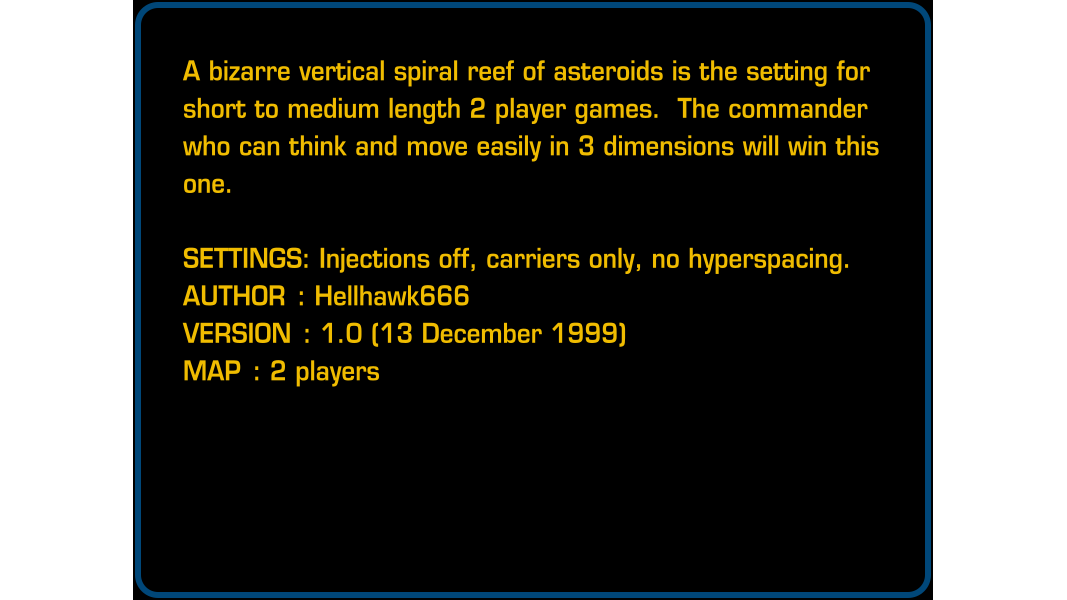 A bizarre vertical spiral reef of asteroids is the setting for
short to medium length 2 player games.  The commander
who can think and move easily in 3 dimensions will win this
one.

SETTINGS: Injections off, carriers only, no hyperspacing.
AUTHOR : Hellhawk666
VERSION : 1.0 (13 December 1999)
MAP : 2 players